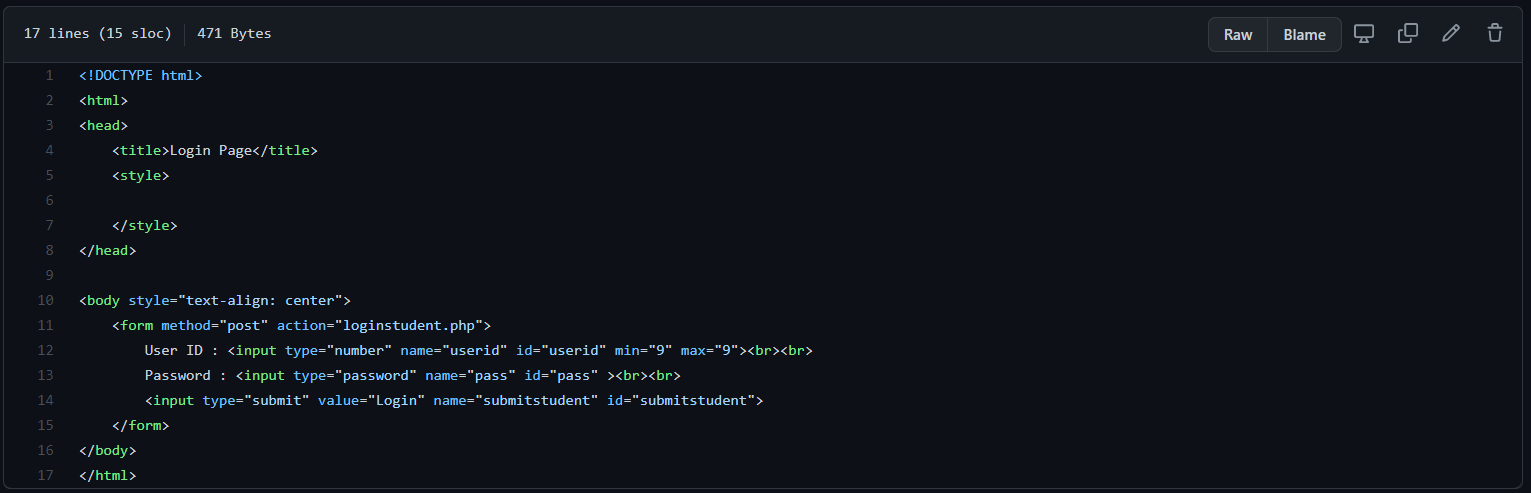 17 lines (15 sloc) 471 Bytes Raw Blame
1 <!DOCTYPE html>
2 <html>
3 <head>
4     <title>Login Page</title>
5     <style>
6
7     </style>
8 </head>
9
10 <body style="text-align: center">
11     <form method="post" action="loginstudent.php">
12         User ID : <input type="number" name="userid" id="userid" min="9" max="9"><br><br>
13         Password : <input type="password" name="pass" id="pass" ><br><br>
14         <input type="submit" value="Login" name="submitstudent" id="submitstudent">
15     </form>
16 </body>
17 </html>